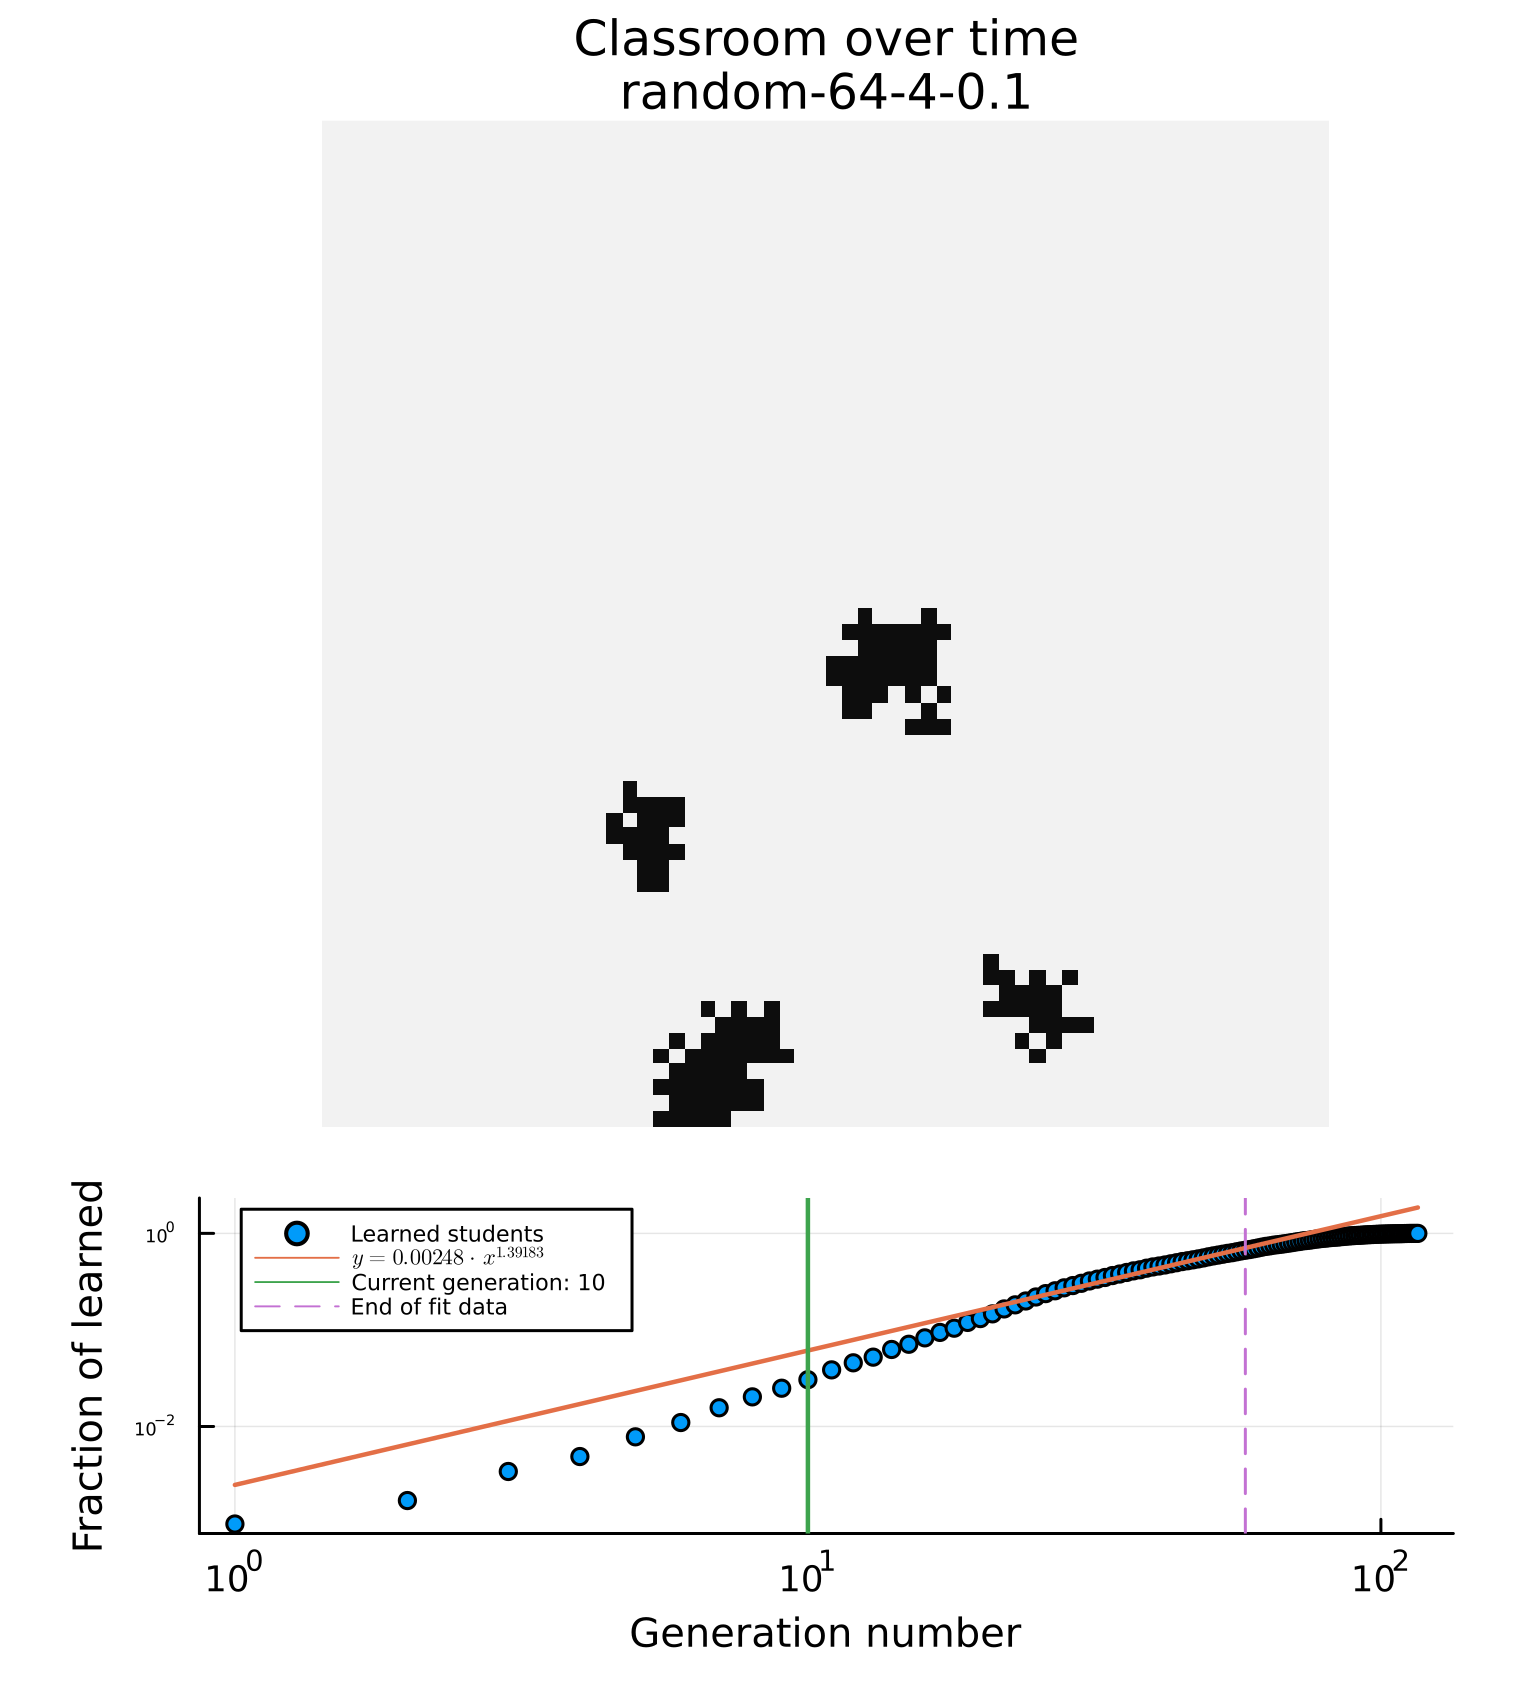 Classroom over time
random-64-4-0.1
Fraction of learned
10⁰
10⁻²
Learned students
y = 0.00248 · x^1.39183
Current generation: 10
End of fit data
10⁰ 10¹ 10²
Generation number